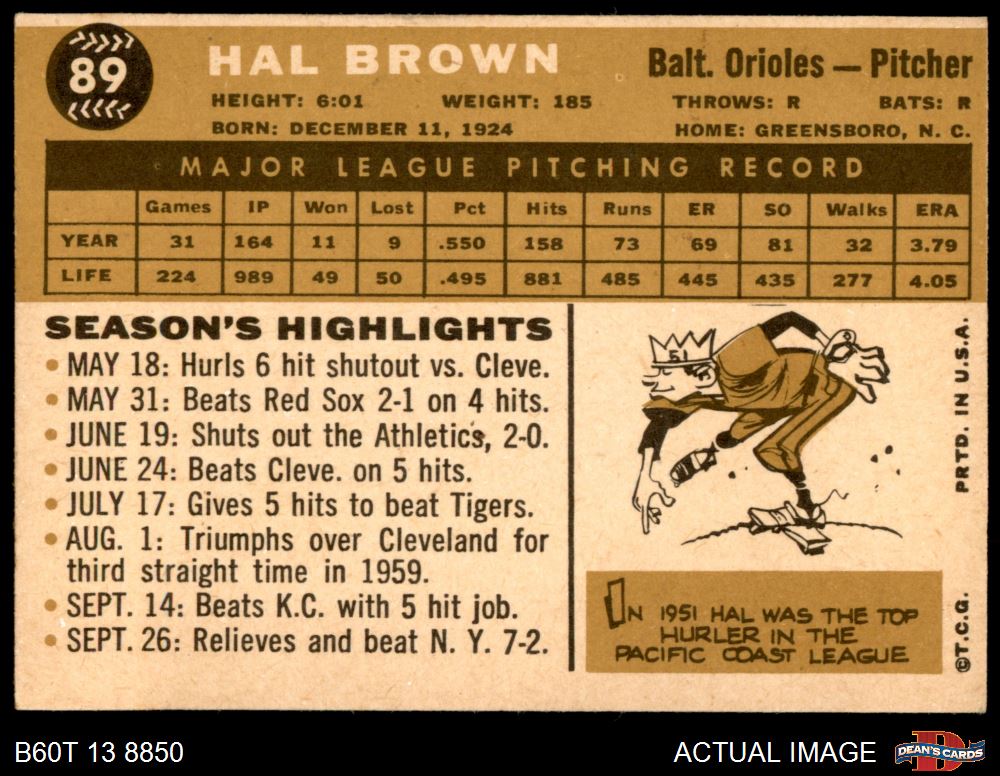 89
HAL BROWN
Balt. Orioles — Pitcher
HEIGHT: 6:01 WEIGHT: 185 THROWS: R BATS: R
BORN: DECEMBER 11, 1924 HOME: GREENSBORO, N. C.
MAJOR LEAGUE PITCHING RECORD
Games IP Won Lost Pct Hits Runs ER SO Walks ERA
YEAR 31 164 11 9 .550 158 73 69 81 32 3.79
LIFE 224 989 49 50 .495 881 485 445 435 277 4.05
SEASON'S HIGHLIGHTS
• MAY 18: Hurls 6 hit shutout vs. Cleve.
• MAY 31: Beats Red Sox 2-1 on 4 hits.
• JUNE 19: Shuts out the Athletics, 2-0.
• JUNE 24: Beats Cleve. on 5 hits.
• JULY 17: Gives 5 hits to beat Tigers.
• AUG. 1: Triumphs over Cleveland for
third straight time in 1959.
• SEPT. 14: Beats K.C. with 5 hit job.
• SEPT. 26: Relieves and beat N. Y. 7-2.
51
IN 1951 HAL WAS THE TOP
HURLER IN THE
PACIFIC COAST LEAGUE
PRTD. IN U.S.A.
©T.C.G.
B60T 13 8850
ACTUAL IMAGE
D
DEAN'S CARDS